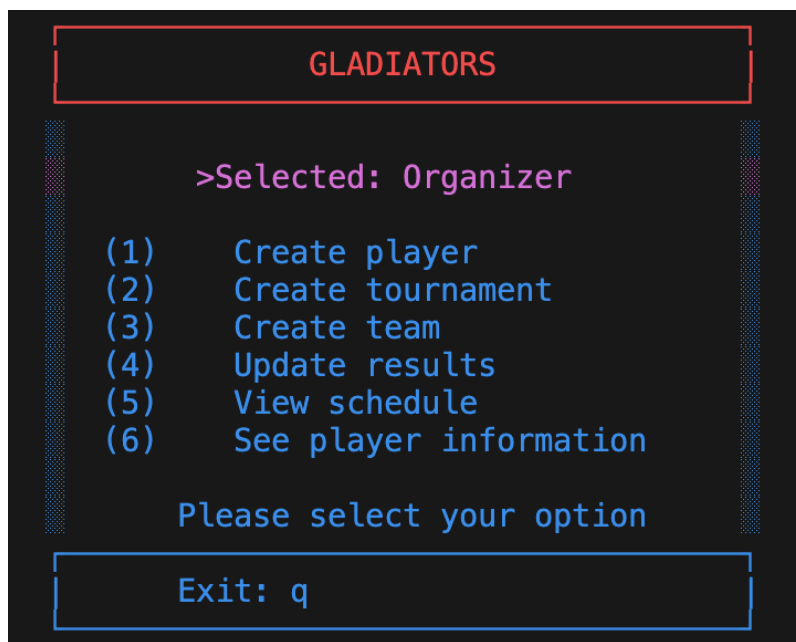 GLADIATORS
>Selected: Organizer
(1) Create player
(2) Create tournament
(3) Create team
(4) Update results
(5) View schedule
(6) See player information
Please select your option
Exit: q